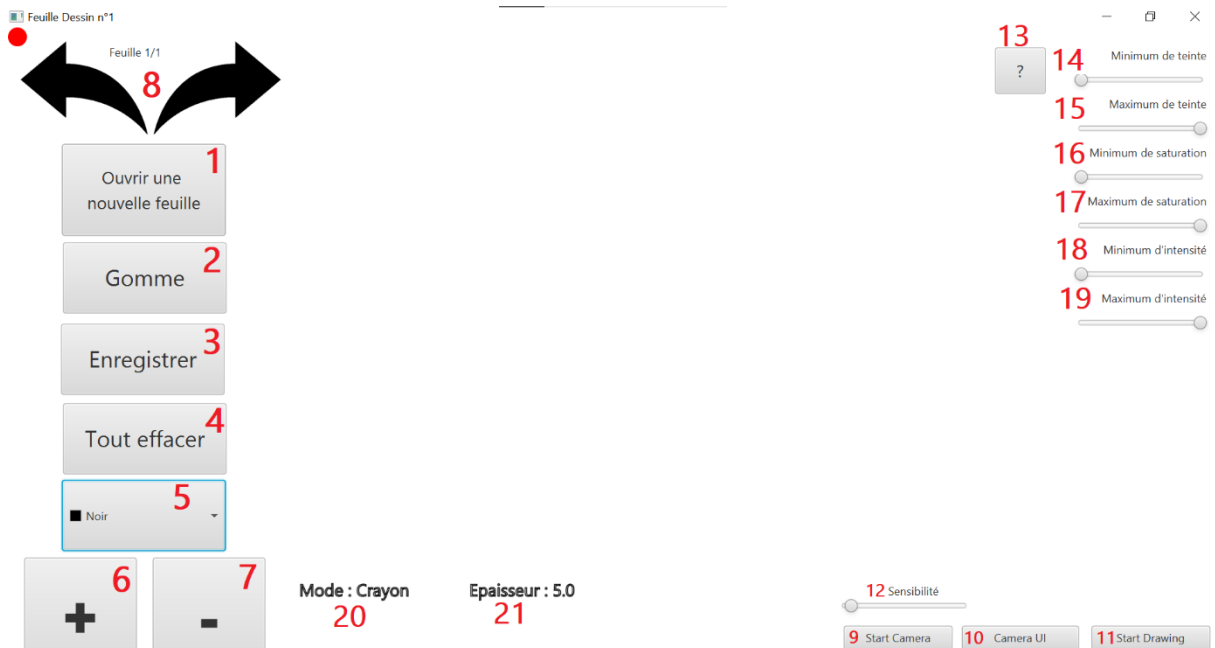 Feuille Dessin n°1
Feuille 1/1
8
1
Ouvrir une
nouvelle feuille
2
Gomme
3
Enregistrer
4
Tout effacer
5
Noir
6
+
7
-
Mode : Crayon
20
Epaisseur : 5.0
21
13
?
14 Minimum de teinte
15 Maximum de teinte
16 Minimum de saturation
17 Maximum de saturation
18 Minimum d'intensité
19 Maximum d'intensité
12 Sensibilité
9 Start Camera
10 Camera UI
11 Start Drawing